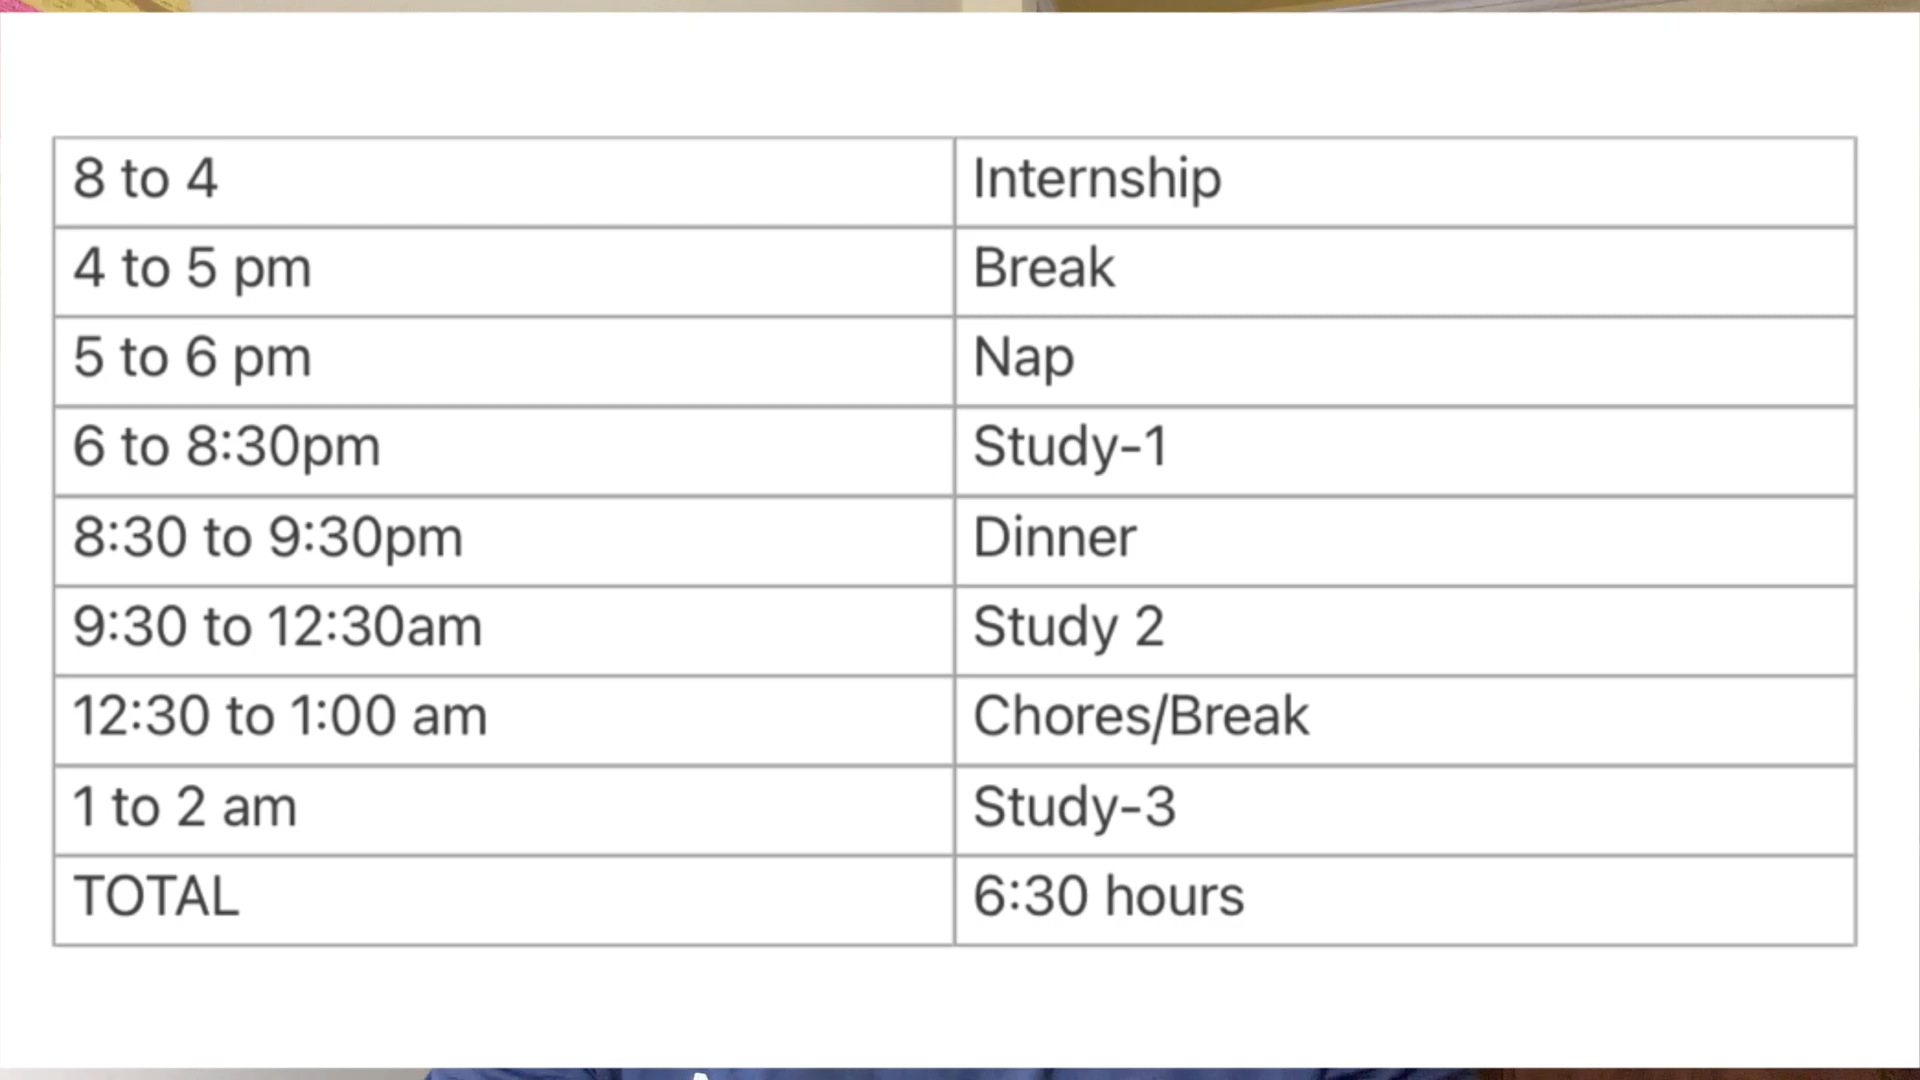 8 to 4 Internship
4 to 5 pm Break
5 to 6 pm Nap
6 to 8:30pm Study-1
8:30 to 9:30pm Dinner
9:30 to 12:30am Study 2
12:30 to 1:00 am Chores/Break
1 to 2 am Study-3
TOTAL 6:30 hours